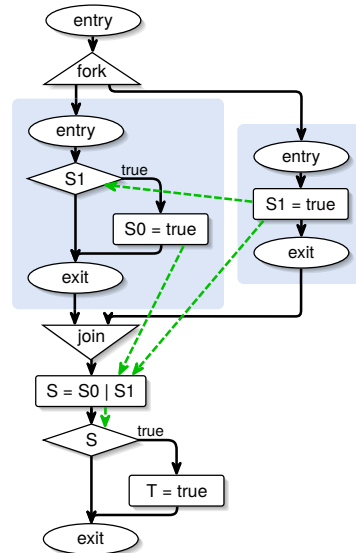 entry
fork
entry
S1
true
S0 = true
exit
entry
S1 = true
exit
join
S = S0 | S1
S
true
T = true
exit